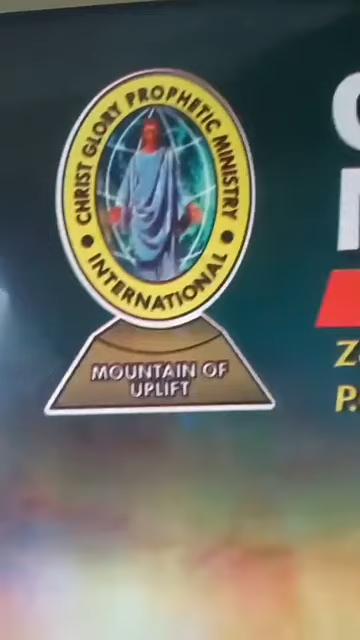 CHRIST GLORY PROPHETIC MINISTRY
INTERNATIONAL
MOUNTAIN OF
UPLIFT